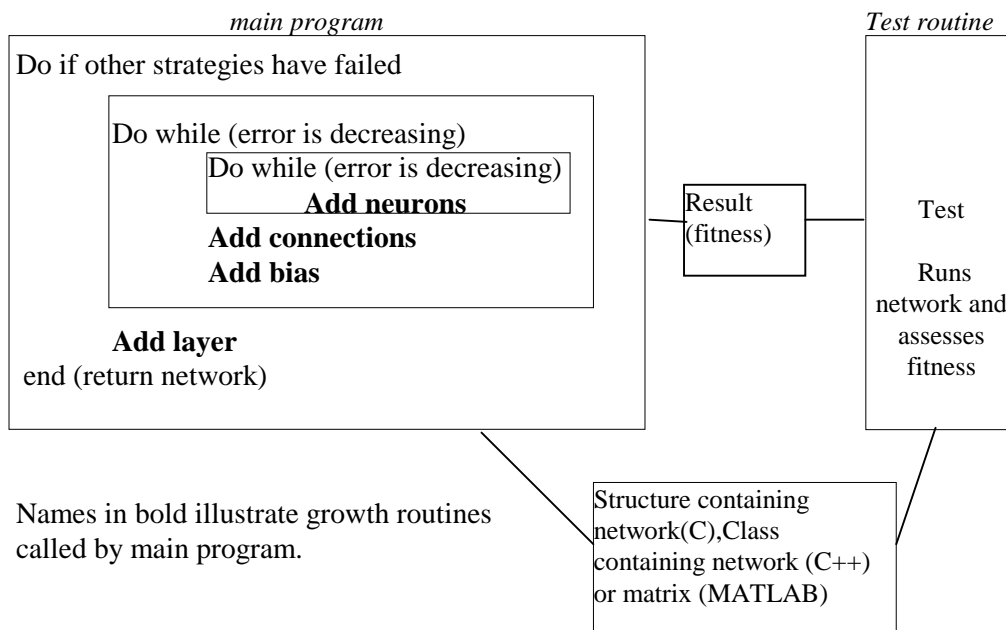 main program
Do if other strategies have failed
Do while (error is decreasing)
Do while (error is decreasing)
Add neurons
Add connections
Add bias
Add layer
end (return network)
Result
(fitness)
Test routine
Test
Runs
network and
assesses
fitness
Names in bold illustrate growth routines
called by main program.
Structure containing
network(C),Class
containing network (C++)
or matrix (MATLAB)